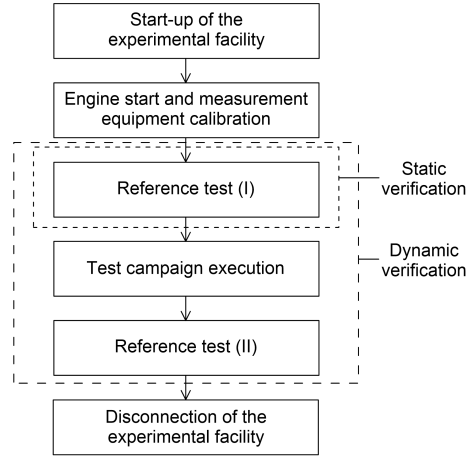 Start-up of the
experimental facility
Engine start and measurement
equipment calibration
Reference test (I)
Static
verification
Test campaign execution
Dynamic
verification
Reference test (II)
Disconnection of the
experimental facility